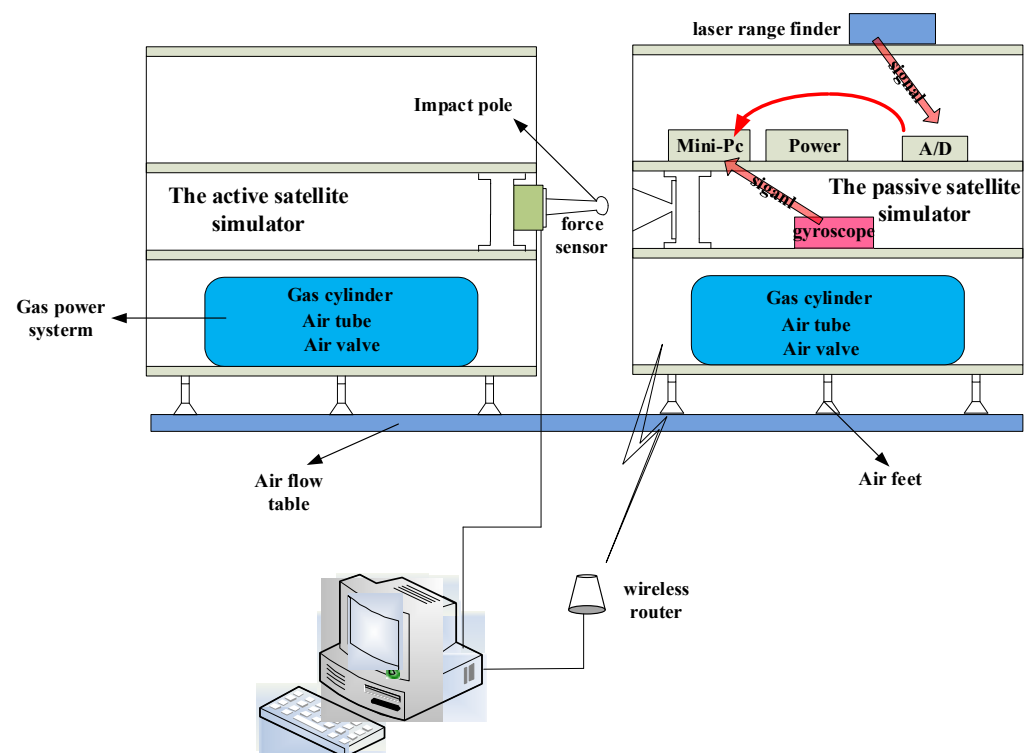 laser range finder
signal
Impact pole
Mini-Pc
Power
A/D
The active satellite
simulator
force
sensor
siganl
The passive satellite
simulator
gyroscope
Gas power
systerm
Gas cylinder
Air tube
Air valve
Gas cylinder
Air tube
Air valve
Air flow
table
Air feet
wireless
router